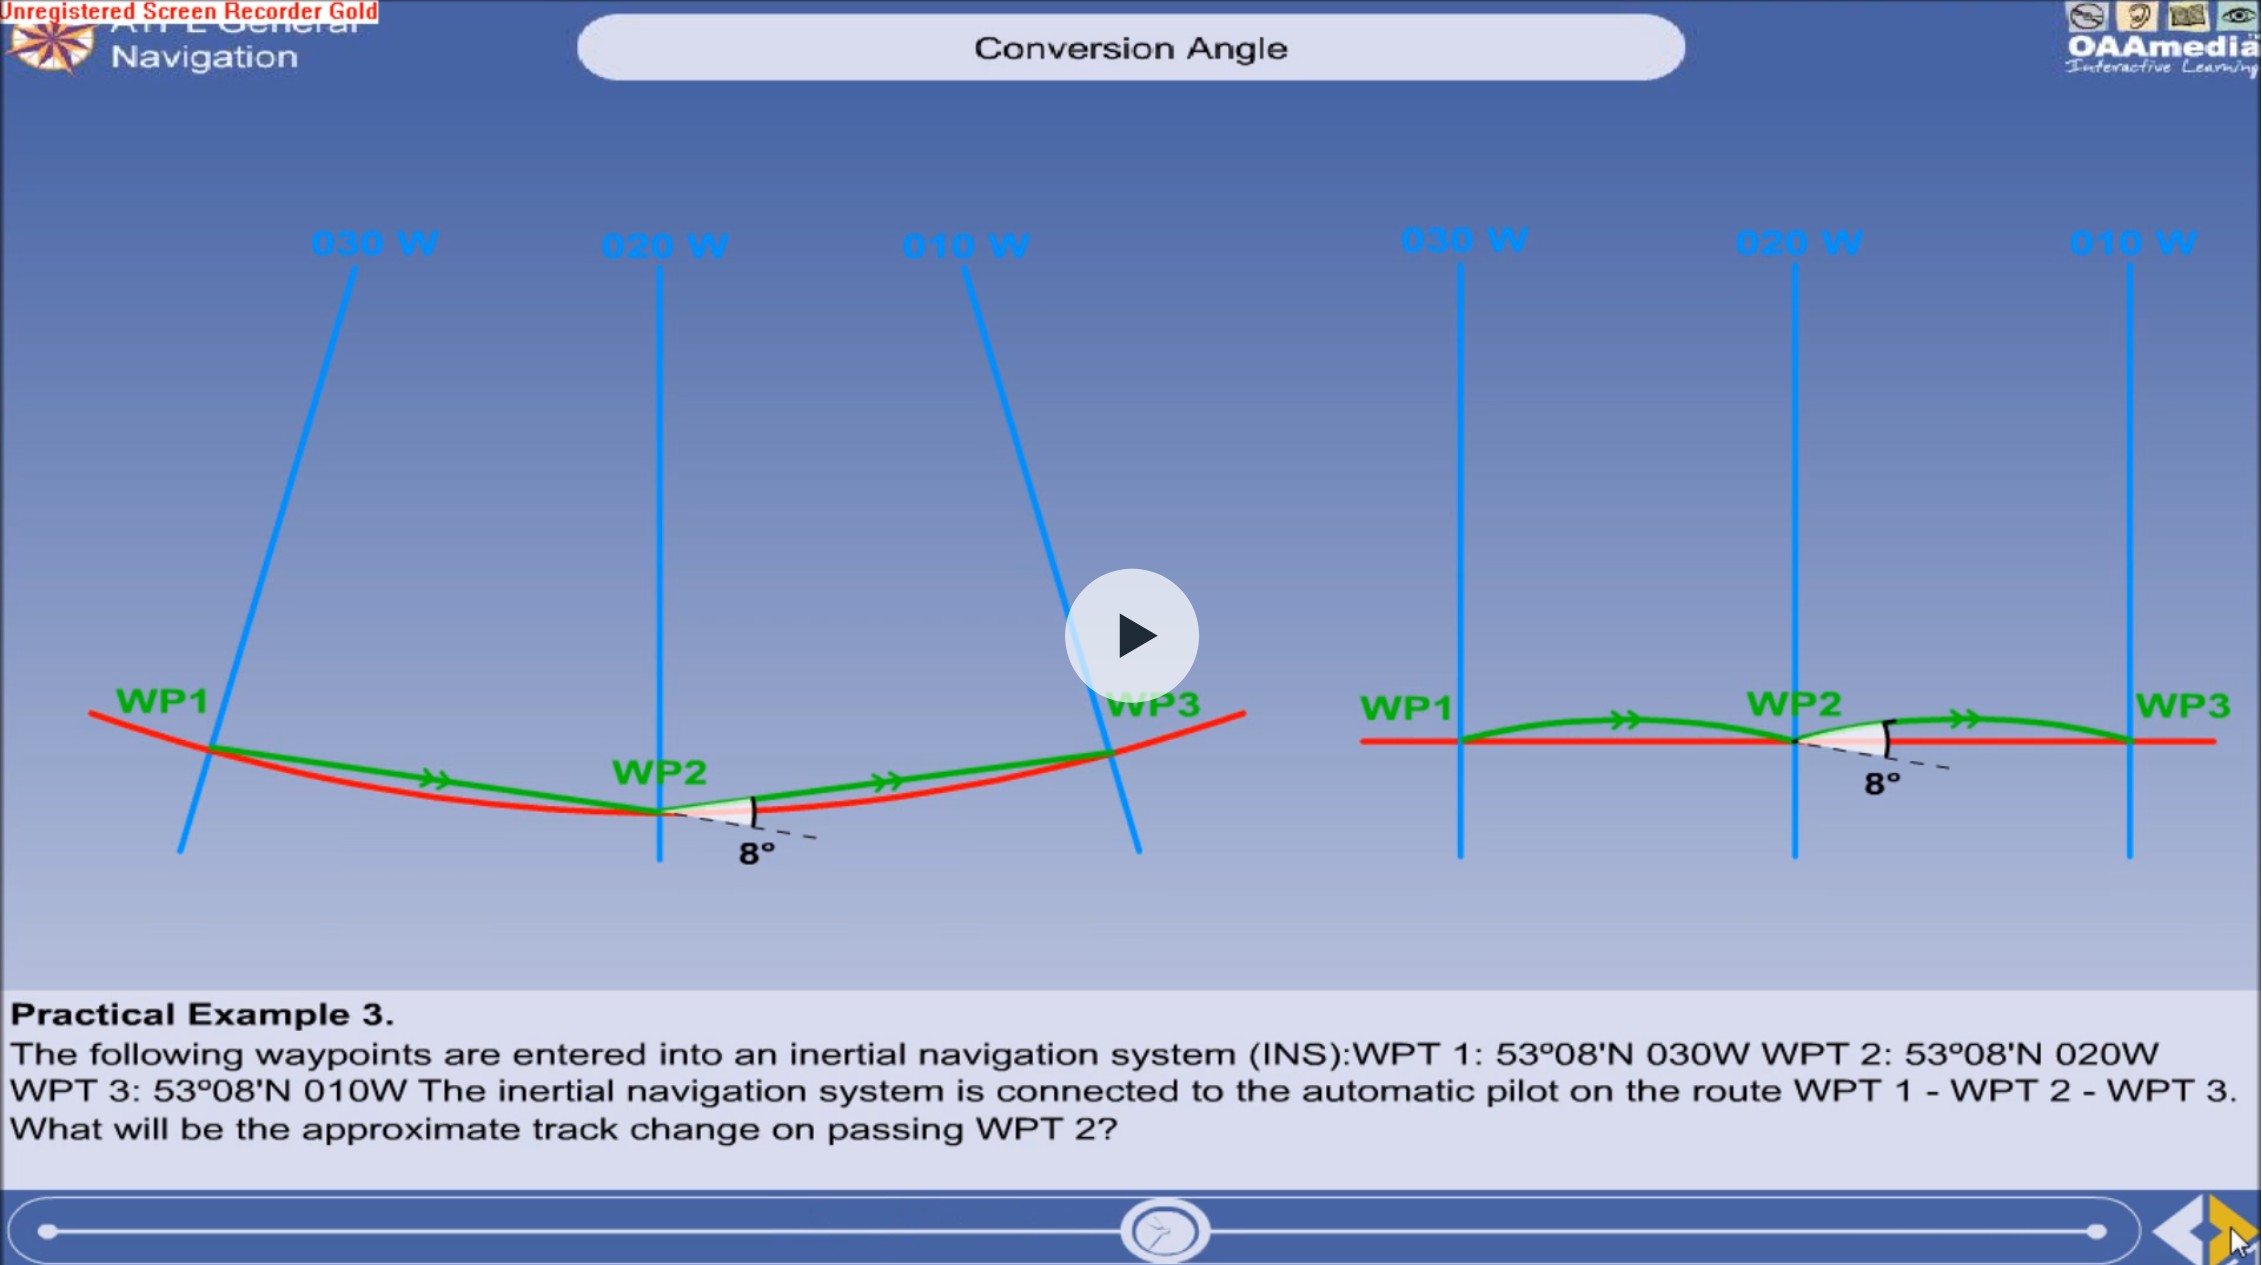 Unregistered Screen Recorder Gold
ATPL General
Navigation
Conversion Angle
OAAmedia
Interactive Learning
030 W
020 W
010 W
030 W
020 W
010 W
WP1
WP2
WP3
8º
WP1
WP2
WP3
8º
Practical Example 3.
The following waypoints are entered into an inertial navigation system (INS):WPT 1: 53º08'N 030W WPT 2: 53º08'N 020W
WPT 3: 53º08'N 010W The inertial navigation system is connected to the automatic pilot on the route WPT 1 - WPT 2 - WPT 3.
What will be the approximate track change on passing WPT 2?